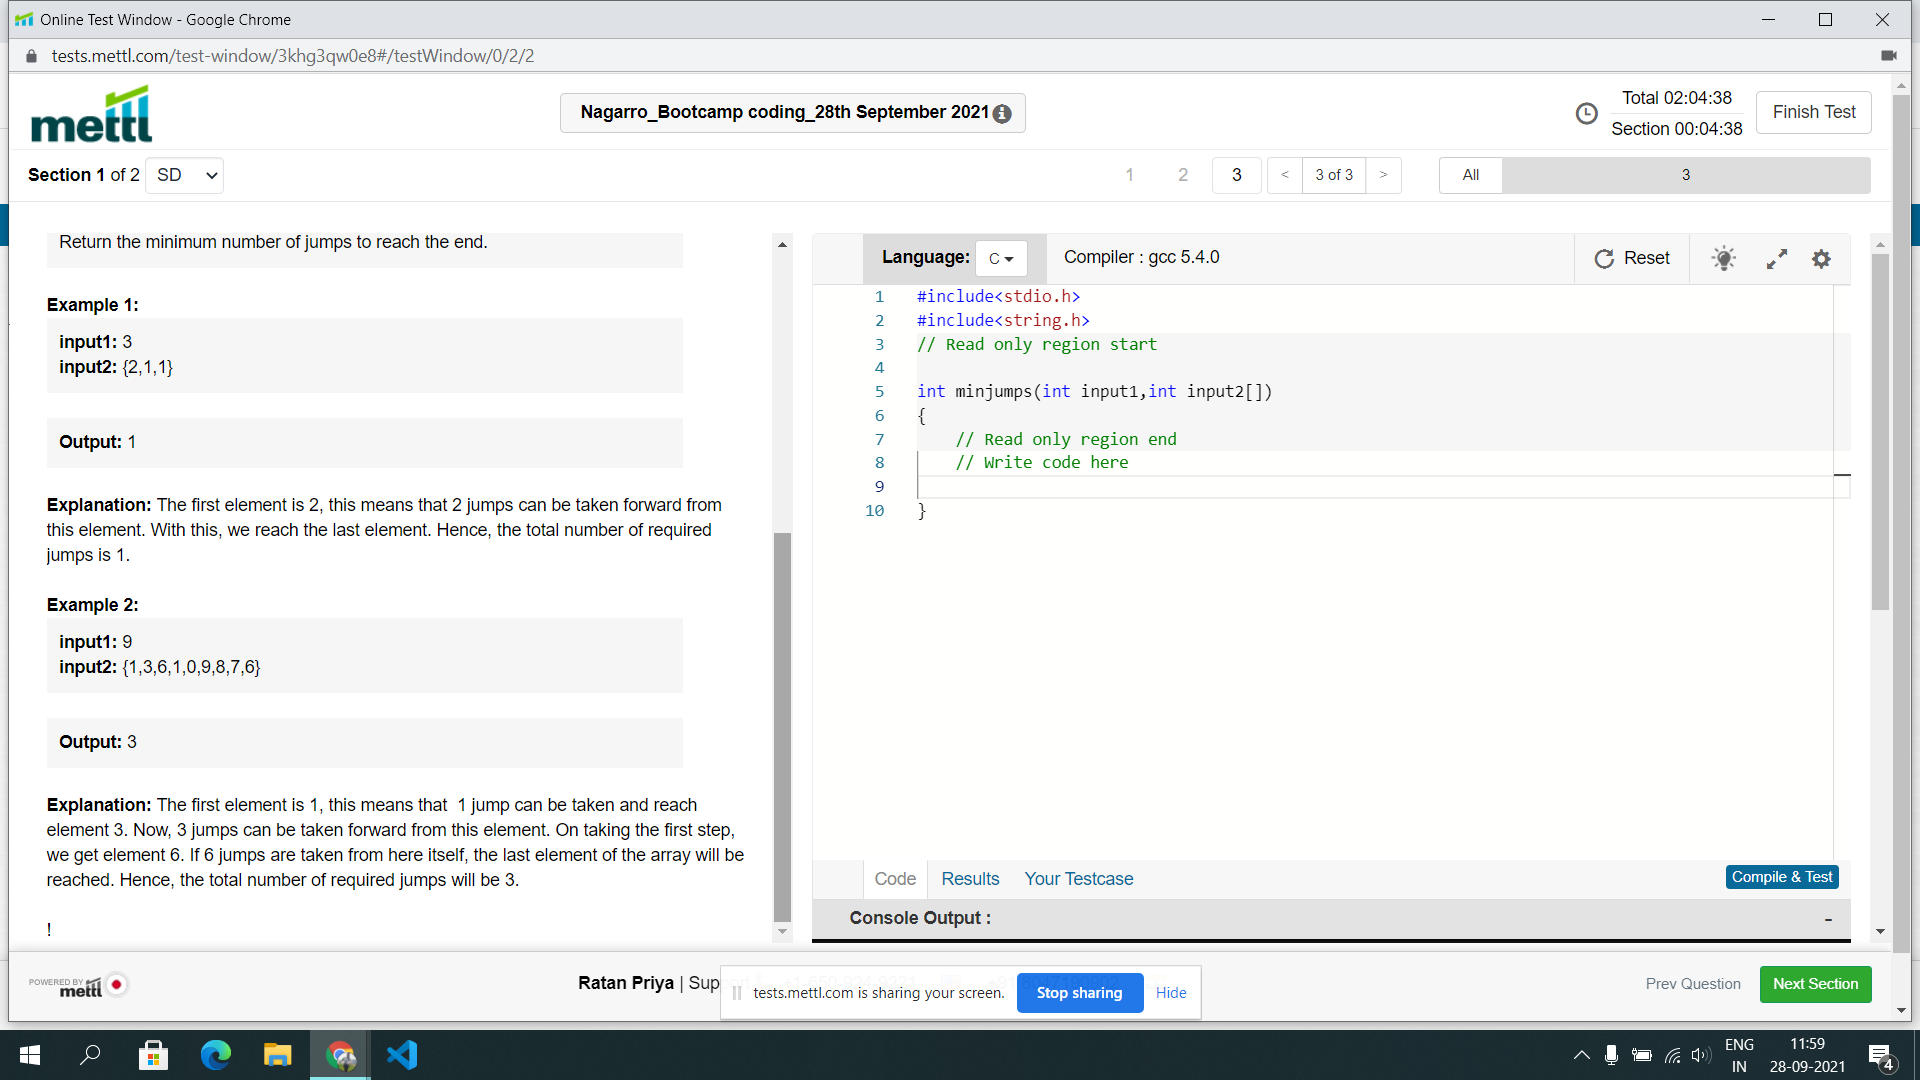 Online Test Window - Google Chrome
tests.mettl.com/test-window/3khg3qw0e8#/testWindow/0/2/2
mettl
Nagarro_Bootcamp coding_28th September 2021
Total 02:04:38
Section 00:04:38
Finish Test
Section 1 of 2 SD
1 2 3 < 3 of 3 > All 3
Return the minimum number of jumps to reach the end.
Example 1:
input1: 3
input2: {2,1,1}
Output: 1
Explanation: The first element is 2, this means that 2 jumps can be taken forward from
this element. With this, we reach the last element. Hence, the total number of required
jumps is 1.
Example 2:
input1: 9
input2: {1,3,6,1,0,9,8,7,6}
Output: 3
Explanation: The first element is 1, this means that  1 jump can be taken and reach
element 3. Now, 3 jumps can be taken forward from this element. On taking the first step,
we get element 6. If 6 jumps are taken from here itself, the last element of the array will be
reached. Hence, the total number of required jumps will be 3.
!
Language: C Compiler : gcc 5.4.0 Reset
1 #include<stdio.h>
2 #include<string.h>
3 // Read only region start
4
5 int minjumps(int input1,int input2[])
6 {
7 // Read only region end
8 // Write code here
9
10 }
Code Results Your Testcase Compile & Test
Console Output : -
POWERED BY mettl
Ratan Priya | Sup
tests.mettl.com is sharing your screen. Stop sharing Hide
Prev Question Next Section
ENG
IN
11:59
28-09-2021
4